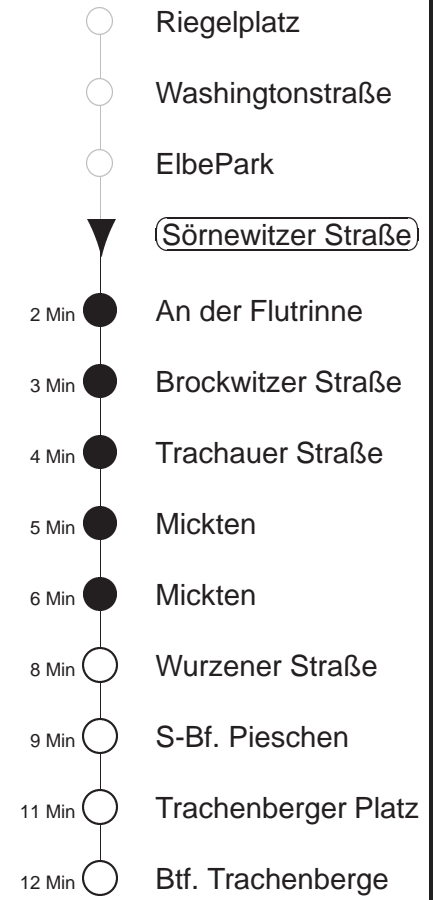 Riegelplatz
Washingtonstraße
ElbePark
Sörnewitzer Straße
2 Min An der Flutrinne
3 Min Brockwitzer Straße
4 Min Trachauer Straße
5 Min Mickten
6 Min Mickten
8 Min Wurzener Straße
9 Min S-Bf. Pieschen
11 Min Trachenberger Platz
12 Min Btf. Trachenberge